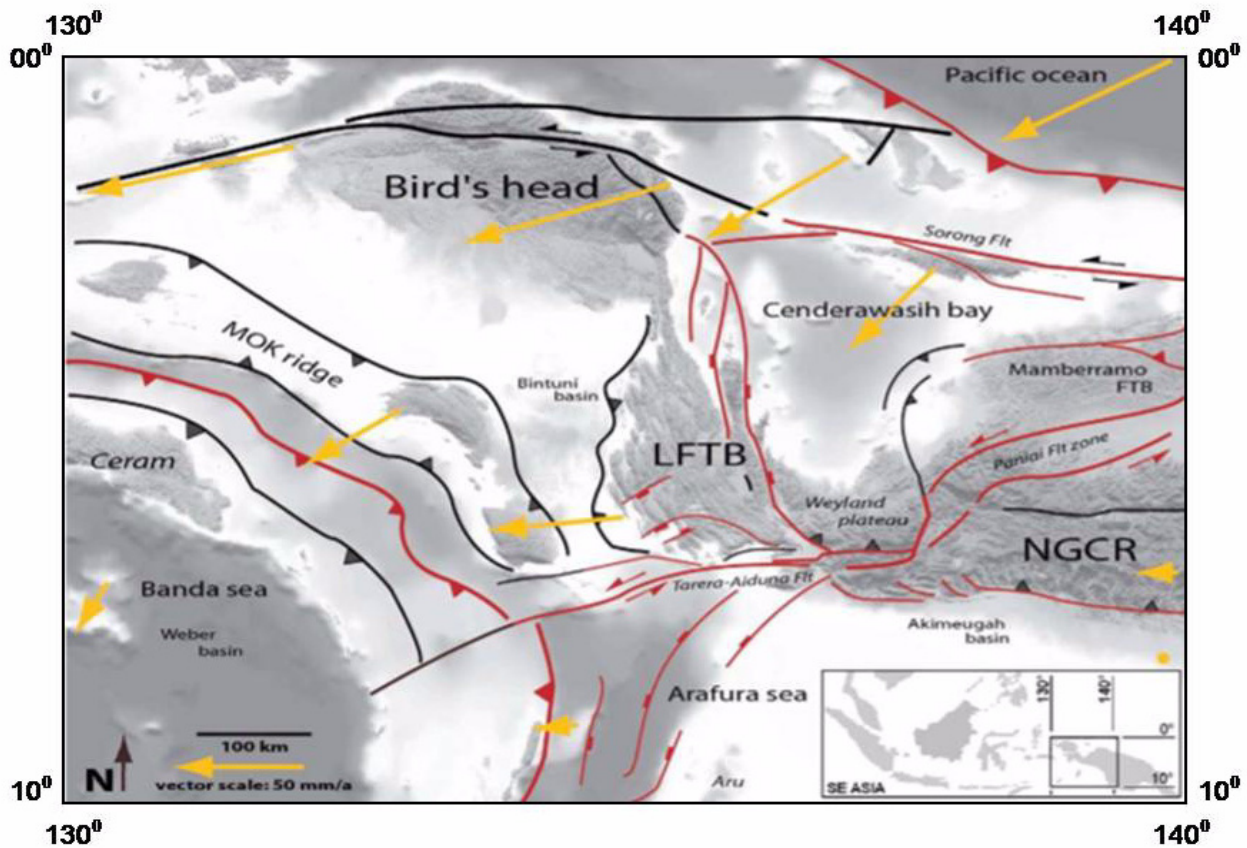 130⁰
140⁰
00⁰
00⁰
Pacific ocean
Bird's head
Sorong Flt
Cenderawasih bay
MOK ridge
Mamberramo
FTB
Bintuni
basin
Ceram
LFTB
Paniai Flt zone
Weyland
plateau
NGCR
Tarera-Aiduna Flt
Banda sea
Akimeugah
basin
Weber
basin
Arafura sea
130°
140°
0°
100 km
N
vector scale: 50 mm/a
Aru
10°
SE ASIA
10⁰
10⁰
130⁰
140⁰